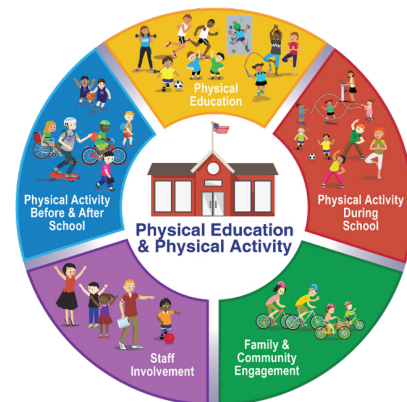 Physical
Education
Physical Activity
Before & After
School
Physical Activity
During
School
Physical Education
& Physical Activity
Staff
Involvement
Family &
Community
Engagement